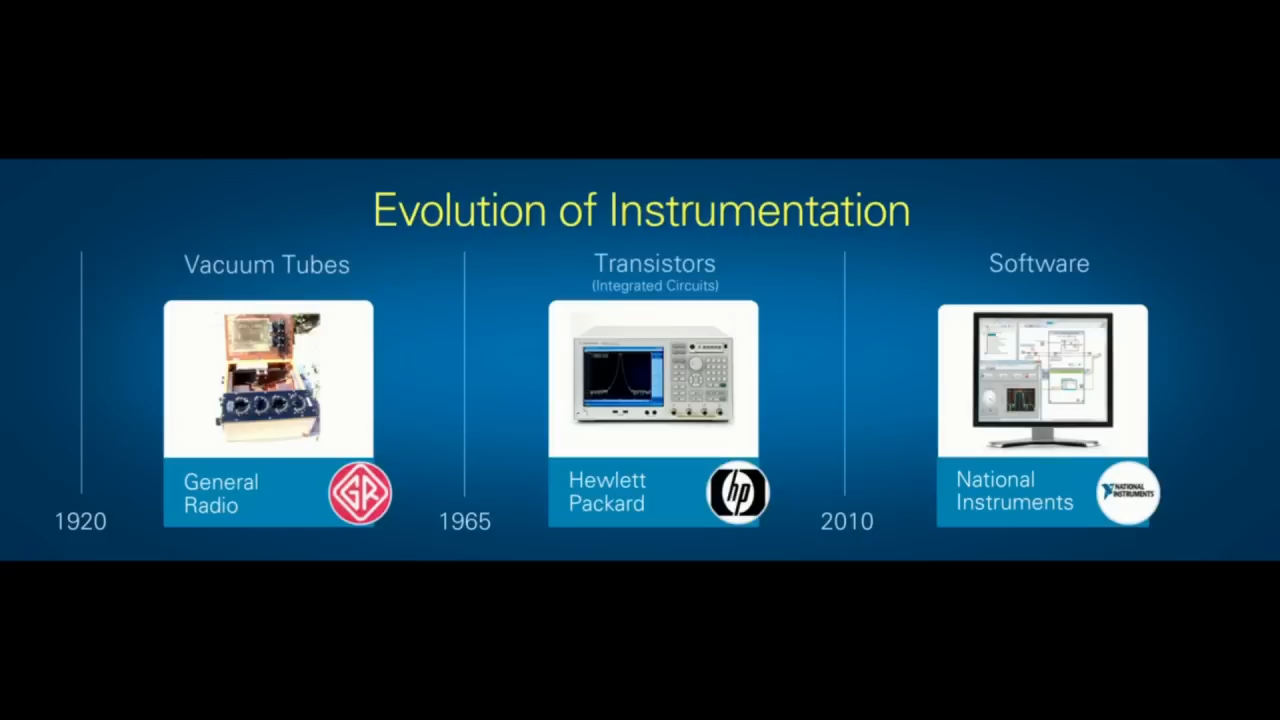 Evolution of Instrumentation
Vacuum Tubes
Transistors
(Integrated Circuits)
Software
General
Radio
GR
Hewlett
Packard
hp
National
Instruments
NATIONAL
INSTRUMENTS
1920
1965
2010